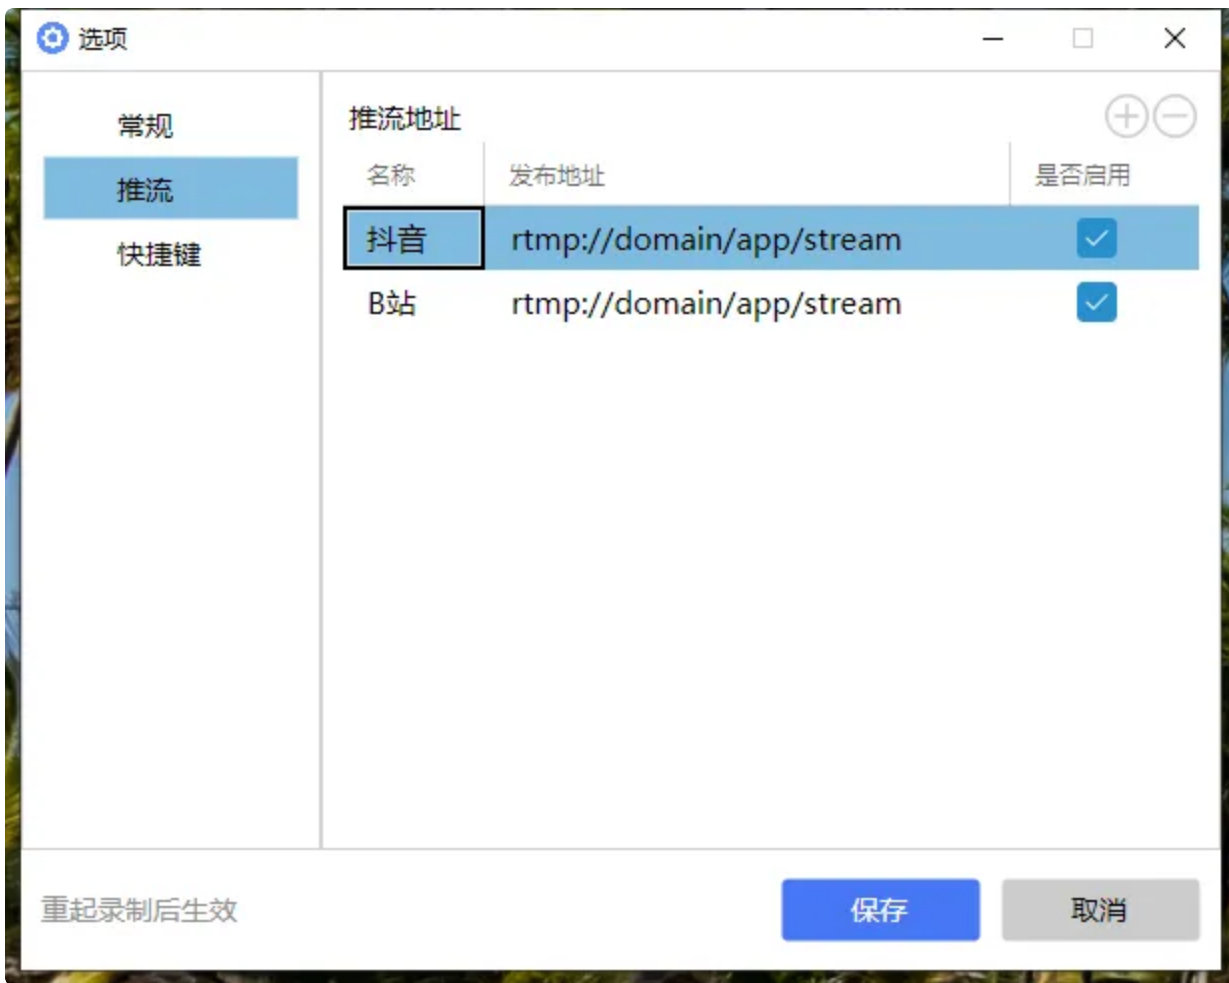 选项
常规
推流
快捷键
推流地址
名称 发布地址 是否启用
抖音 rtmp://domain/app/stream
B站 rtmp://domain/app/stream
重起录制后生效
保存 取消